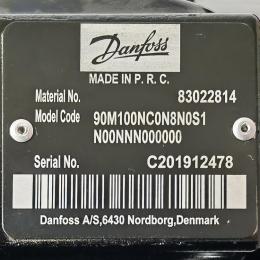 Danfoss
MADE IN P. R. C.
Material No. 83022814
Model Code 90M100NC0N8N0S1
N00NNN000000
Serial No. C201912478
Danfoss A/S,6430 Nordborg,Denmark